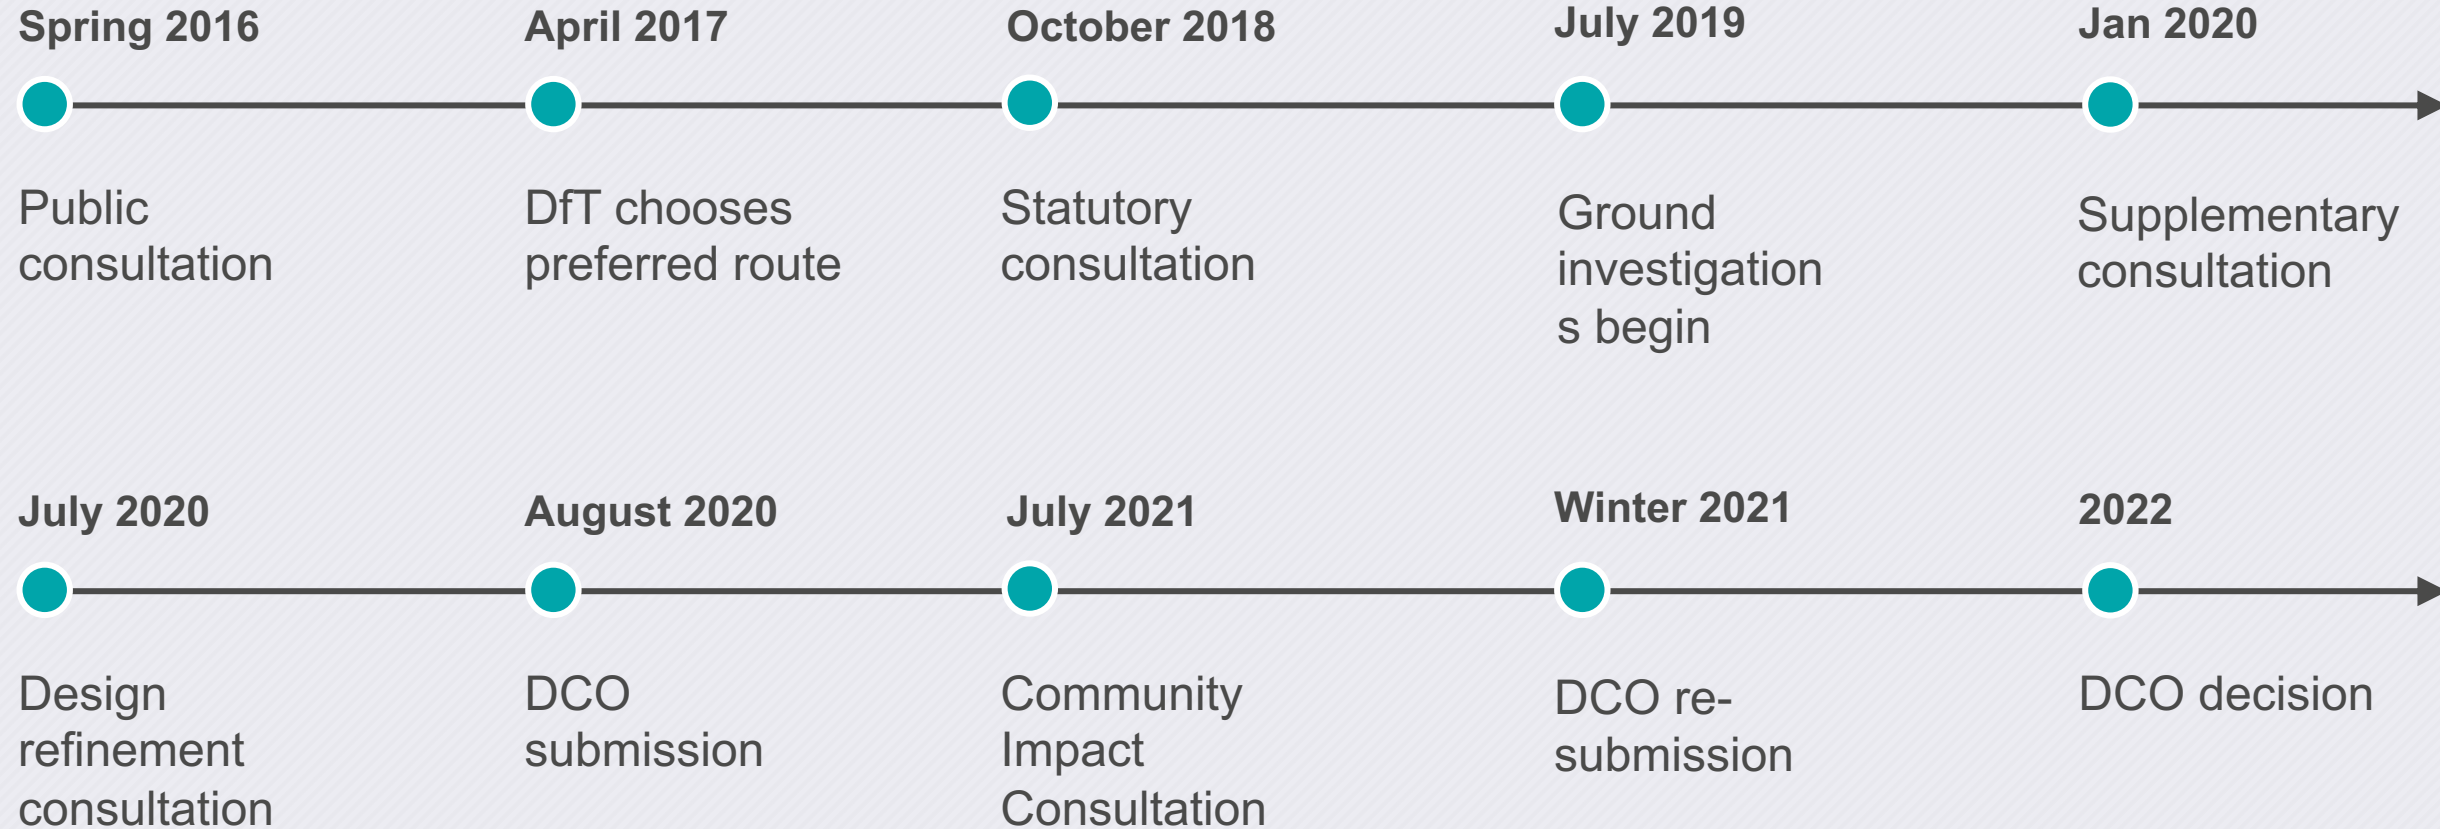 Spring 2016
April 2017
October 2018
July 2019
Jan 2020
Public
consultation
DfT chooses
preferred route
Statutory
consultation
Ground
investigation
s begin
Supplementary
consultation
July 2020
August 2020
July 2021
Winter 2021
2022
Design
refinement
consultation
DCO
submission
Community
Impact
Consultation
DCO re-
submission
DCO decision